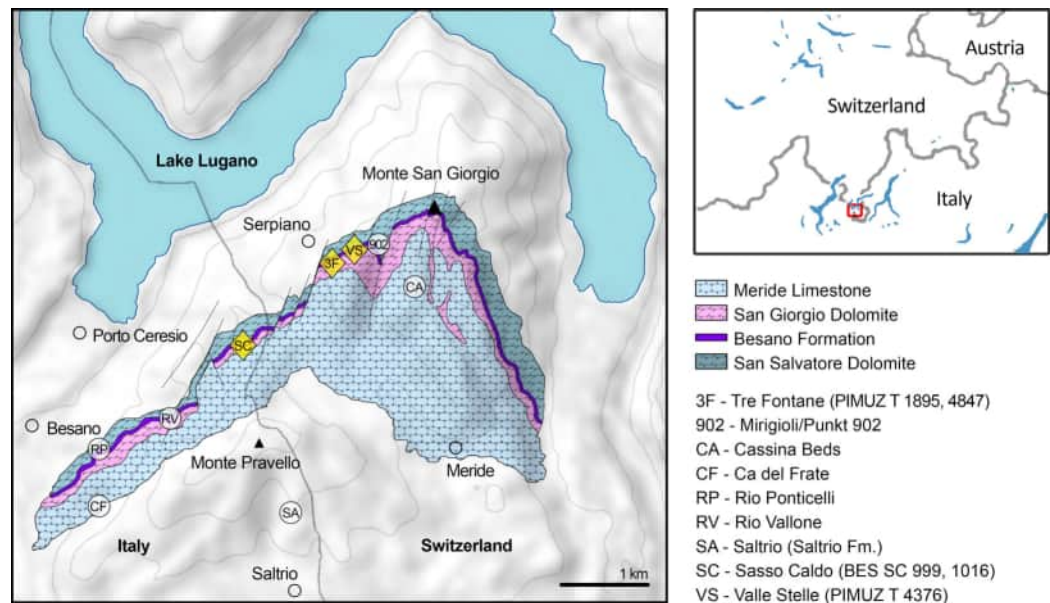 Lake Lugano
Monte San Giorgio
Serpiano
902
VS
3F
CA
Porto Ceresio
SC
RV
Besano
RP
Monte Pravello
Meride
CF
SA
Italy
Switzerland
Saltrio
1 km
Austria
Switzerland
Italy
Meride Limestone
San Giorgio Dolomite
Besano Formation
San Salvatore Dolomite
3F - Tre Fontane (PIMUZ T 1895, 4847)
902 - Mirigioli/Punkt 902
CA - Cassina Beds
CF - Ca del Frate
RP - Rio Ponticelli
RV - Rio Vallone
SA - Saltrio (Saltrio Fm.)
SC - Sasso Caldo (BES SC 999, 1016)
VS - Valle Stelle (PIMUZ T 4376)